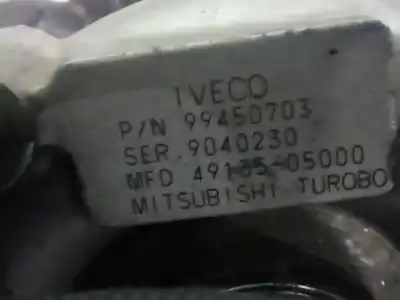 IVECO
P/N 99450703
SER. 9040230
MFD 49135-05000
MITSUBISHI TUROBO